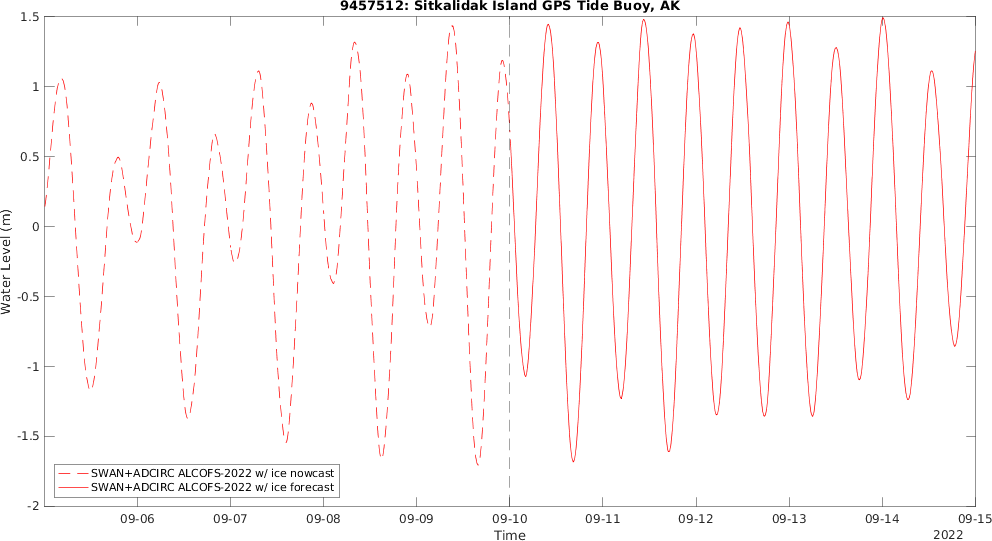 9457512: Sitkalidak Island GPS Tide Buoy, AK
1.5
1
0.5
0
-0.5
-1
-1.5
-2
Water Level (m)
SWAN+ADCIRC ALCOFS-2022 w/ ice nowcast
SWAN+ADCIRC ALCOFS-2022 w/ ice forecast
09-06 09-07 09-08 09-09 09-10 09-11 09-12 09-13 09-14 09-15
Time
2022